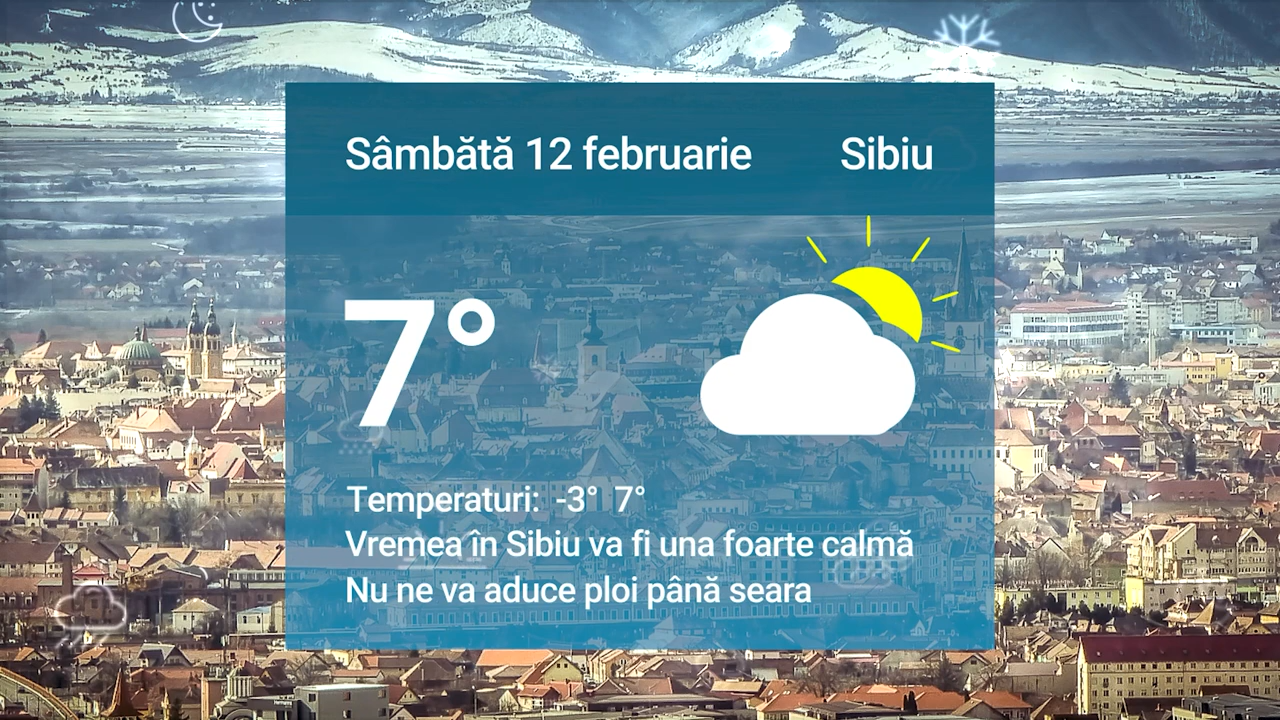 Sâmbătă 12 februarie Sibiu
7°
Temperaturi: -3° 7°
Vremea în Sibiu va fi una foarte calmă
Nu ne va aduce ploi până seara